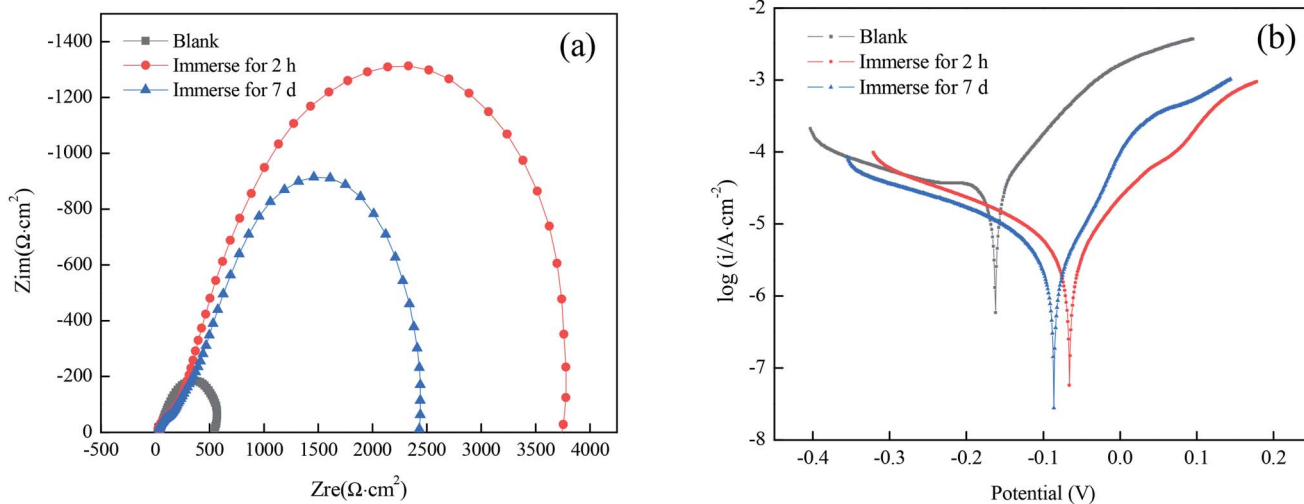 (a)
Blank
Immerse for 2 h
Immerse for 7 d
-1400
-1200
-1000
-800
-600
-400
-200
0
Zim(Ω·cm²)
-500 0 500 1000 1500 2000 2500 3000 3500 4000
Zre(Ω·cm²)
(b)
Blank
Immerse for 2 h
Immerse for 7 d
-2
-3
-4
-5
-6
-7
-8
log (i/A·cm⁻²)
-0.4 -0.3 -0.2 -0.1 0.0 0.1 0.2
Potential (V)